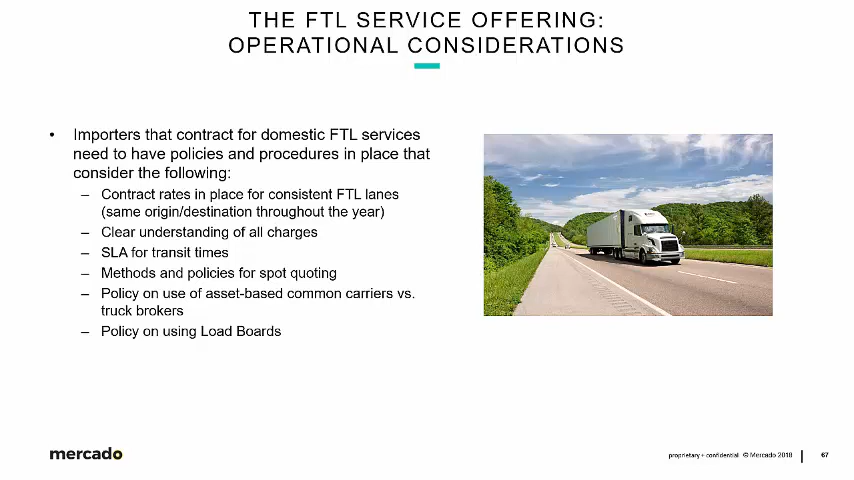 THE FTL SERVICE OFFERING:
OPERATIONAL CONSIDERATIONS
• Importers that contract for domestic FTL services
need to have policies and procedures in place that
consider the following:
– Contract rates in place for consistent FTL lanes
(same origin/destination throughout the year)
– Clear understanding of all charges
– SLA for transit times
– Methods and policies for spot quoting
– Policy on use of asset-based common carriers vs.
truck brokers
– Policy on using Load Boards
mercado
proprietary + confidential © Mercado 2018 | 67